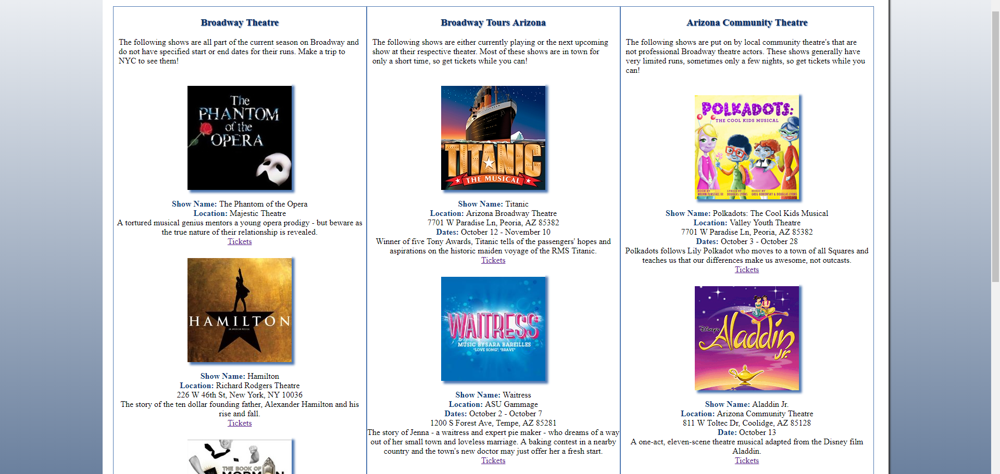 Broadway Theatre
The following shows are all part of the current season on Broadway and
do not have specified start or end dates for their runs. Make a trip to
NYC to see them!
The
PHANTOM
of the
OPERA
Show Name: The Phantom of the Opera
Location: Majestic Theatre
A tortured musical genius mentors a young opera prodigy - but beware as
the true nature of their relationship is revealed.
Tickets
HAMILTON
AN AMERICAN MUSICAL
Show Name: Hamilton
Location: Richard Rodgers Theatre
226 W 46th St, New York, NY 10036
The story of the ten dollar founding father, Alexander Hamilton and his
rise and fall.
Tickets
THE BOOK OF
MORMON
Broadway Tours Arizona
The following shows are either currently playing or the next upcoming
show at their respective theater. Most of these shows are in town for
only a short time, so get tickets while you can!
TITANIC
THE MUSICAL
Show Name: Titanic
Location: Arizona Broadway Theatre
7701 W Paradise Ln, Peoria, AZ 85382
Dates: October 12 - November 10
Winner of five Tony Awards, Titanic tells of the passengers' hopes and
aspirations on the historic maiden voyage of the RMS Titanic.
Tickets
WAITRESS
MUSIC BY SARA BAREILLES
"LOVE SONG", "BRAVE"
Show Name: Waitress
Location: ASU Gammage
Dates: October 2 - October 7
1200 S Forest Ave, Tempe, AZ 85281
The story of Jenna - a waitress and expert pie maker - who dreams of a way
out of her small town and loveless marriage. A baking contest in a nearby
country and the town's new doctor may just offer her a fresh start.
Tickets
Arizona Community Theatre
The following shows are put on by local community theatre's that are
not professional Broadway theatre actors. These shows generally have
very limited runs, sometimes only a few nights, so get tickets while you
can!
POLKADOTS:
THE COOL KIDS MUSICAL
BOOK BY LYRICS BY MUSIC BY
MELVIN TUNSTALL III DOUGLAS LYONS GREG BOROWSKY & DOUGLAS LYONS
Show Name: Polkadots: The Cool Kids Musical
Location: Valley Youth Theatre
7701 W Paradise Ln, Peoria, AZ 85382
Dates: October 3 - October 28
Polkadots follows Lily Polkadot who moves to a town of all Squares and
teaches us that our differences make us awesome, not outcasts.
Tickets
Disney's
Aladdin
Jr.
Show Name: Aladdin Jr.
Location: Arizona Community Theatre
811 W Toltec Dr, Coolidge, AZ 85128
Date: October 13
A one-act, eleven-scene theatre musical adapted from the Disney film
Aladdin.
Tickets